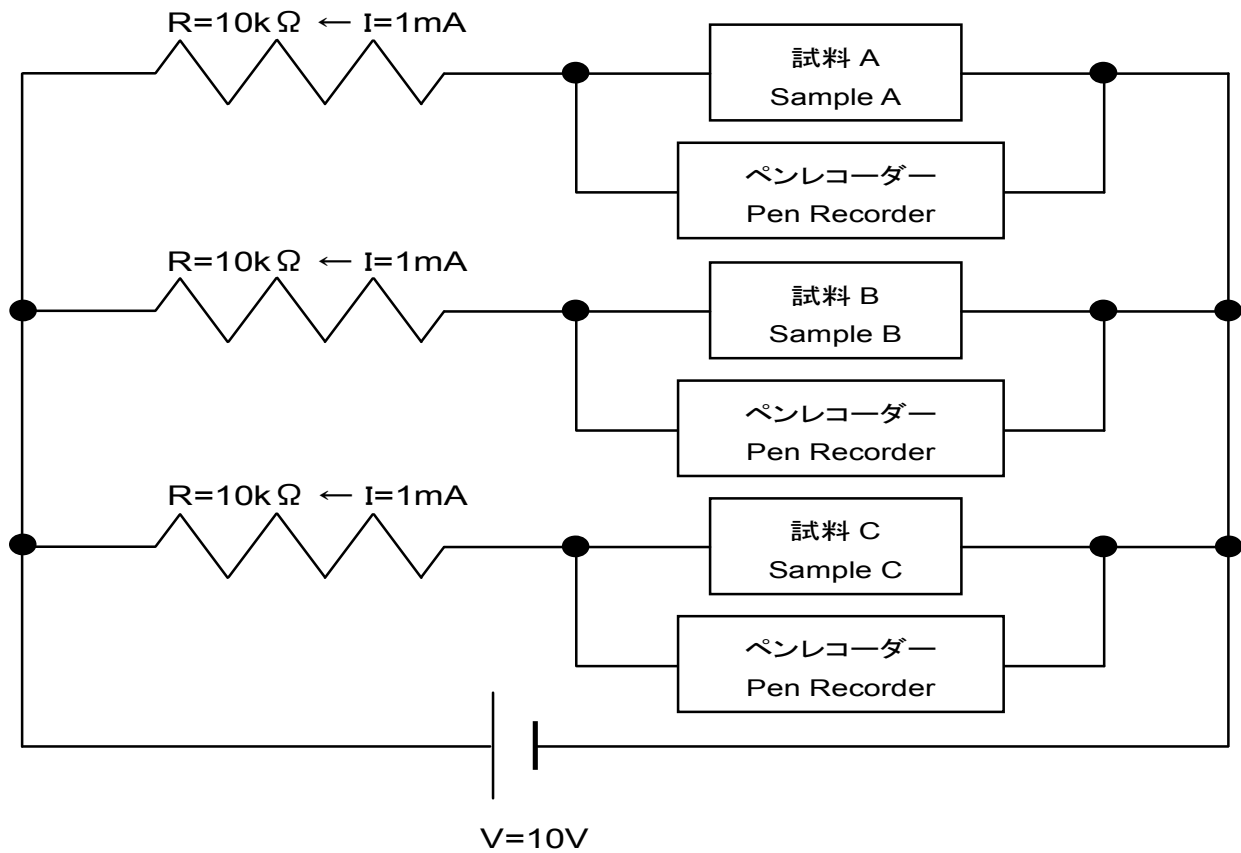 R=10kΩ ← I=1mA
試料 A
Sample A
ペンレコーダー
Pen Recorder
R=10kΩ ← I=1mA
試料 B
Sample B
ペンレコーダー
Pen Recorder
R=10kΩ ← I=1mA
試料 C
Sample C
ペンレコーダー
Pen Recorder
V=10V